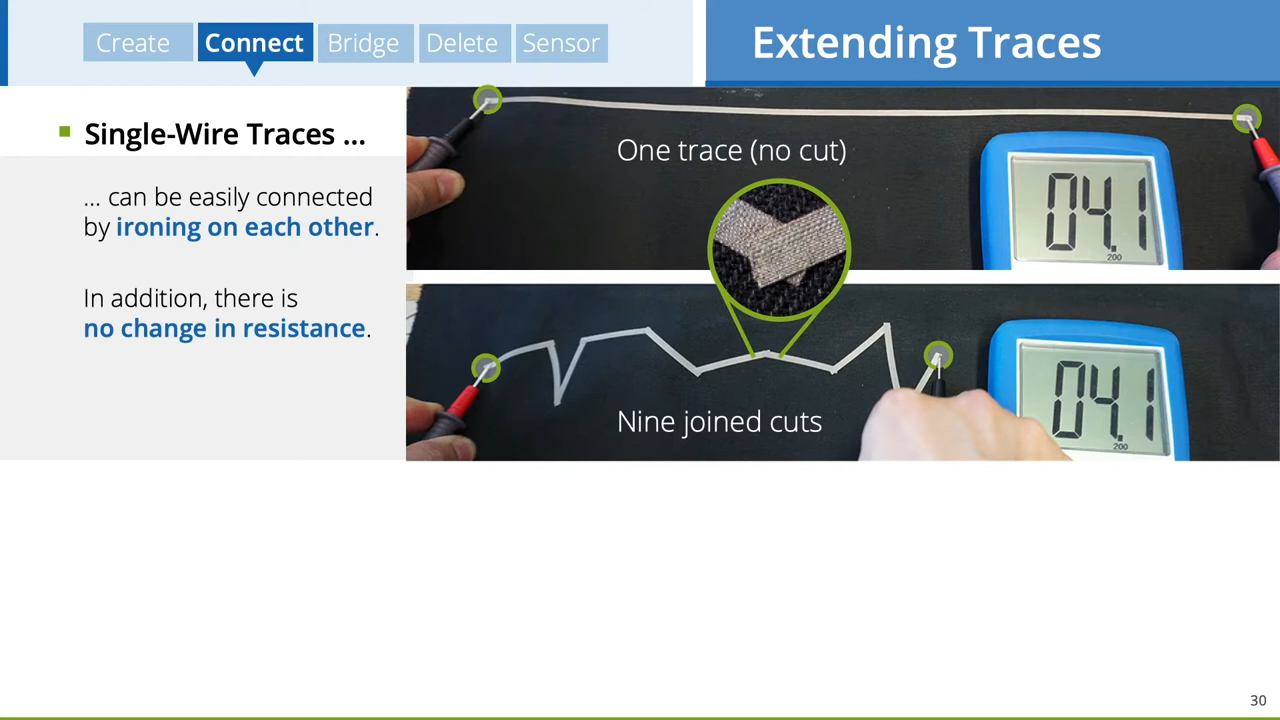 Create Connect Bridge Delete Sensor
Extending Traces
Single-Wire Traces ...
... can be easily connected
by ironing on each other.
In addition, there is
no change in resistance.
One trace (no cut)
04.1
200
Nine joined cuts
04.1
200
30